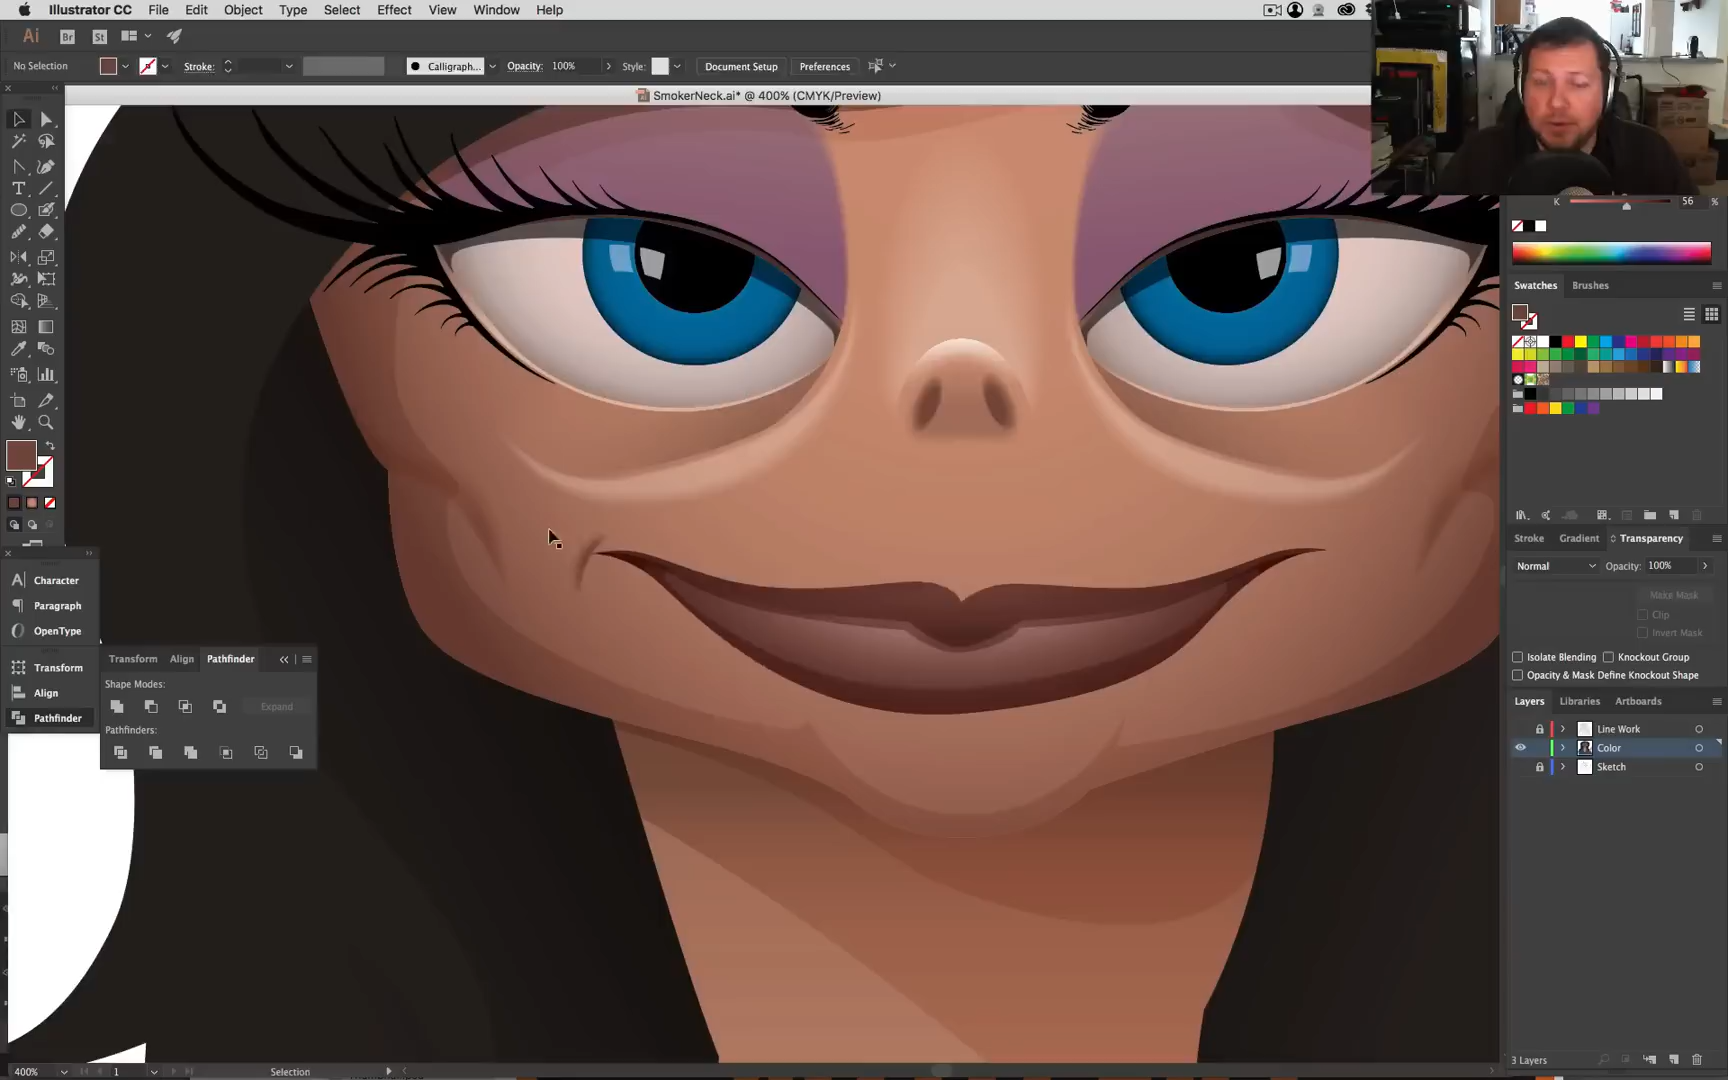 Illustrator CC File Edit Object Type Select Effect View Window Help
Ai Br St
No Selection Stroke: Calligraph... Opacity: 100% Style: Document Setup Preferences
SmokerNeck.ai* @ 400% (CMYK/Preview)
K 56 %
Swatches Brushes
Stroke Gradient Transparency
Normal Opacity: 100%
Make Mask
Clip
Invert Mask
Isolate Blending Knockout Group
Opacity & Mask Define Knockout Shape
Layers Libraries Artboards
Line Work
Color
Sketch
3 Layers
Character
Paragraph
OpenType
Transform
Align
Pathfinder
Transform Align Pathfinder
Shape Modes:
Expand
Pathfinders:
400% 1 Selection